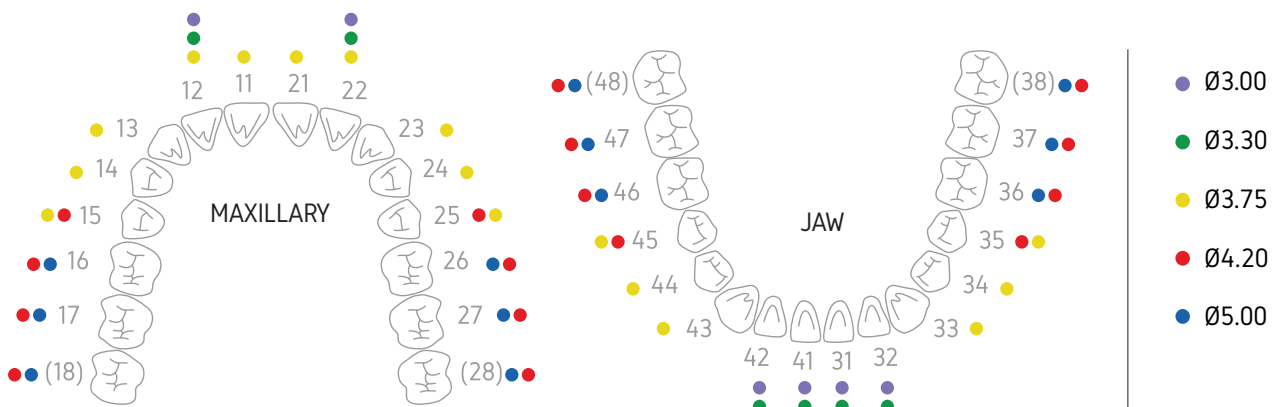 12 11 21 22
13 23
14 24
15 25
16 26
17 27
(18) (28)
MAXILLARY
(48) (38)
47 37
46 36
45 35
44 34
43 33
42 41 31 32
JAW
Ø3.00
Ø3.30
Ø3.75
Ø4.20
Ø5.00